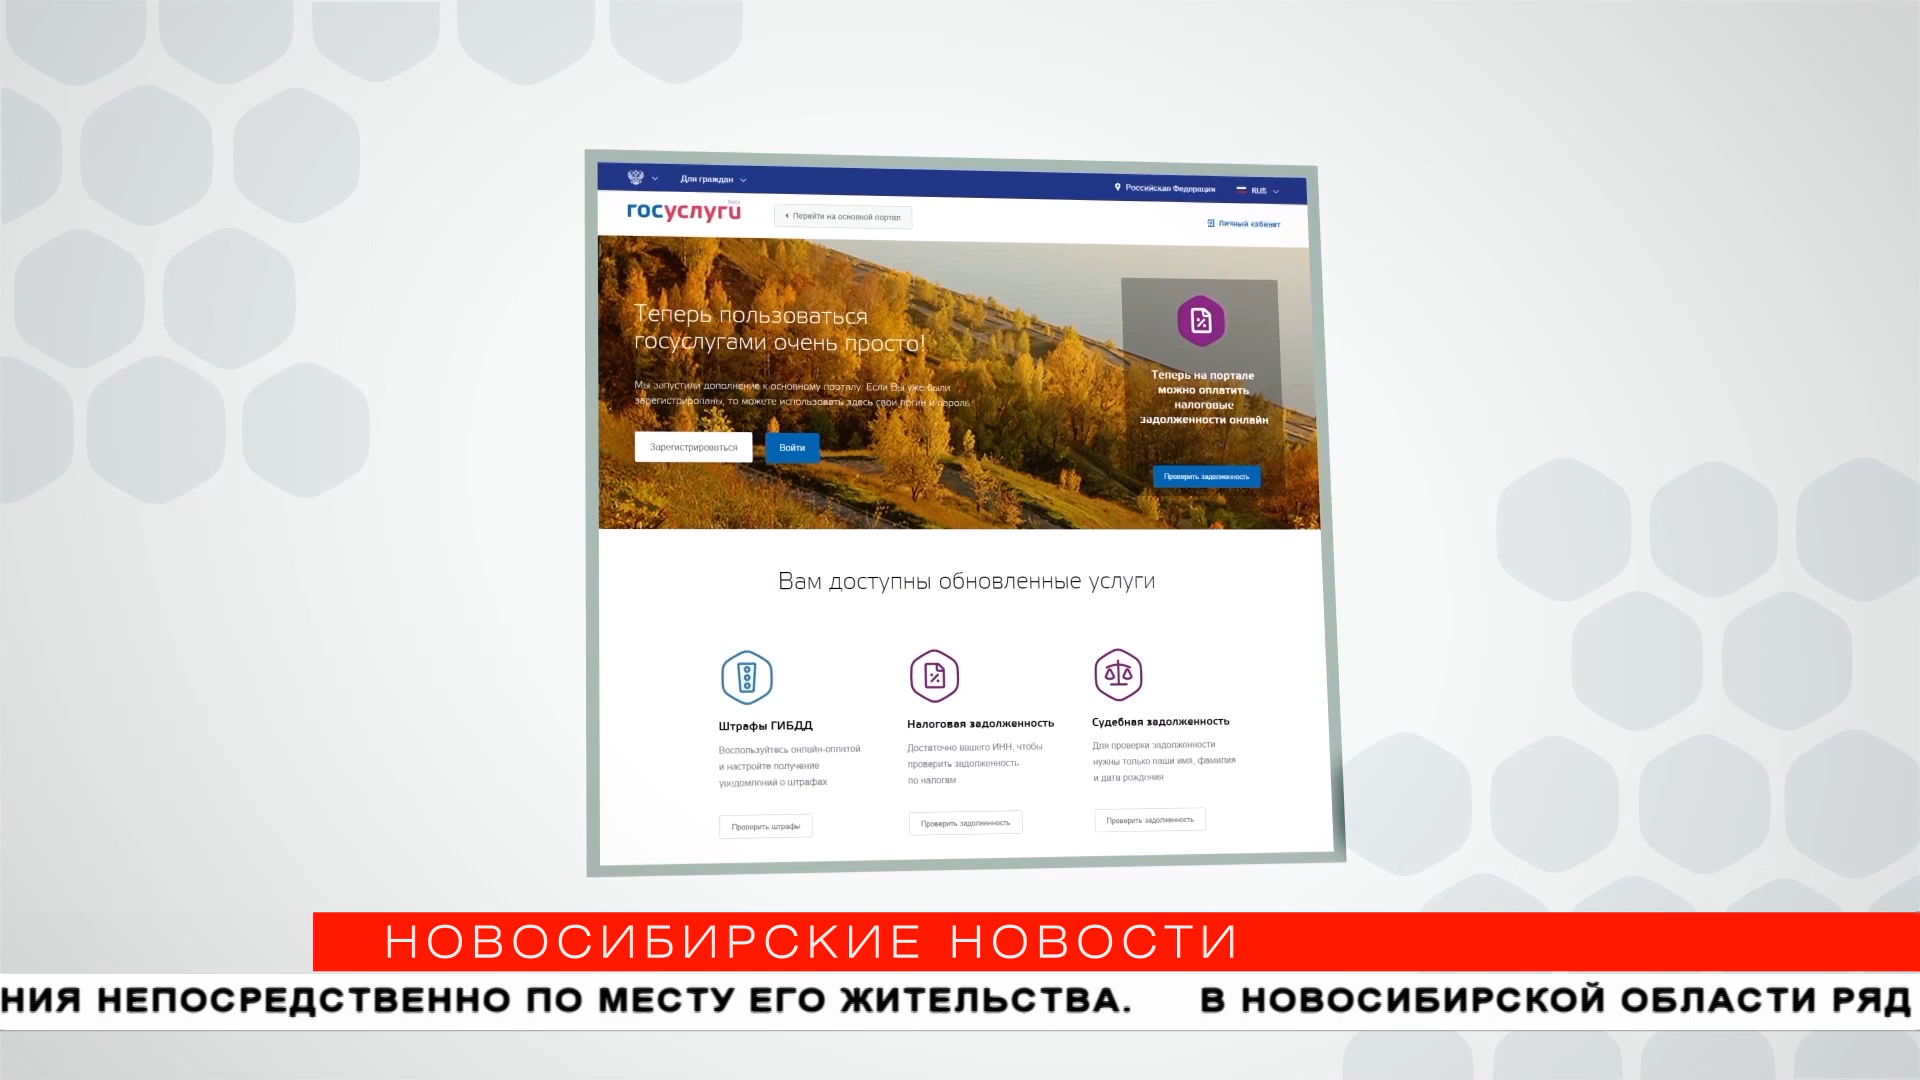 Для граждан
Российская Федерация
RUS
госуслуги
Перейти на основной портал
Личный кабинет
Теперь пользоваться
госуслугами очень просто!
Мы запустили дополнение к основному порталу. Если Вы уже были
зарегистрированы, то можете использовать здесь свои логин и пароль.
Зарегистрироваться
Войти
Теперь на портале
можно оплатить
налоговые
задолженности онлайн
Проверить задолженность
Вам доступны обновленные услуги
Штрафы ГИБДД
Воспользуйтесь онлайн-оплатой
и настройте получение
уведомлений о штрафах
Проверить штрафы
Налоговая задолженность
Достаточно вашего ИНН, чтобы
проверить задолженность
по налогам
Проверить задолженность
Судебная задолженность
Для проверки задолженности
нужны только ваши имя, фамилия
и дата рождения
Проверить задолженность
НОВОСИБИРСКИЕ НОВОСТИ
НИЯ НЕПОСРЕДСТВЕННО ПО МЕСТУ ЕГО ЖИТЕЛЬСТВА. В НОВОСИБИРСКОЙ ОБЛАСТИ РЯД